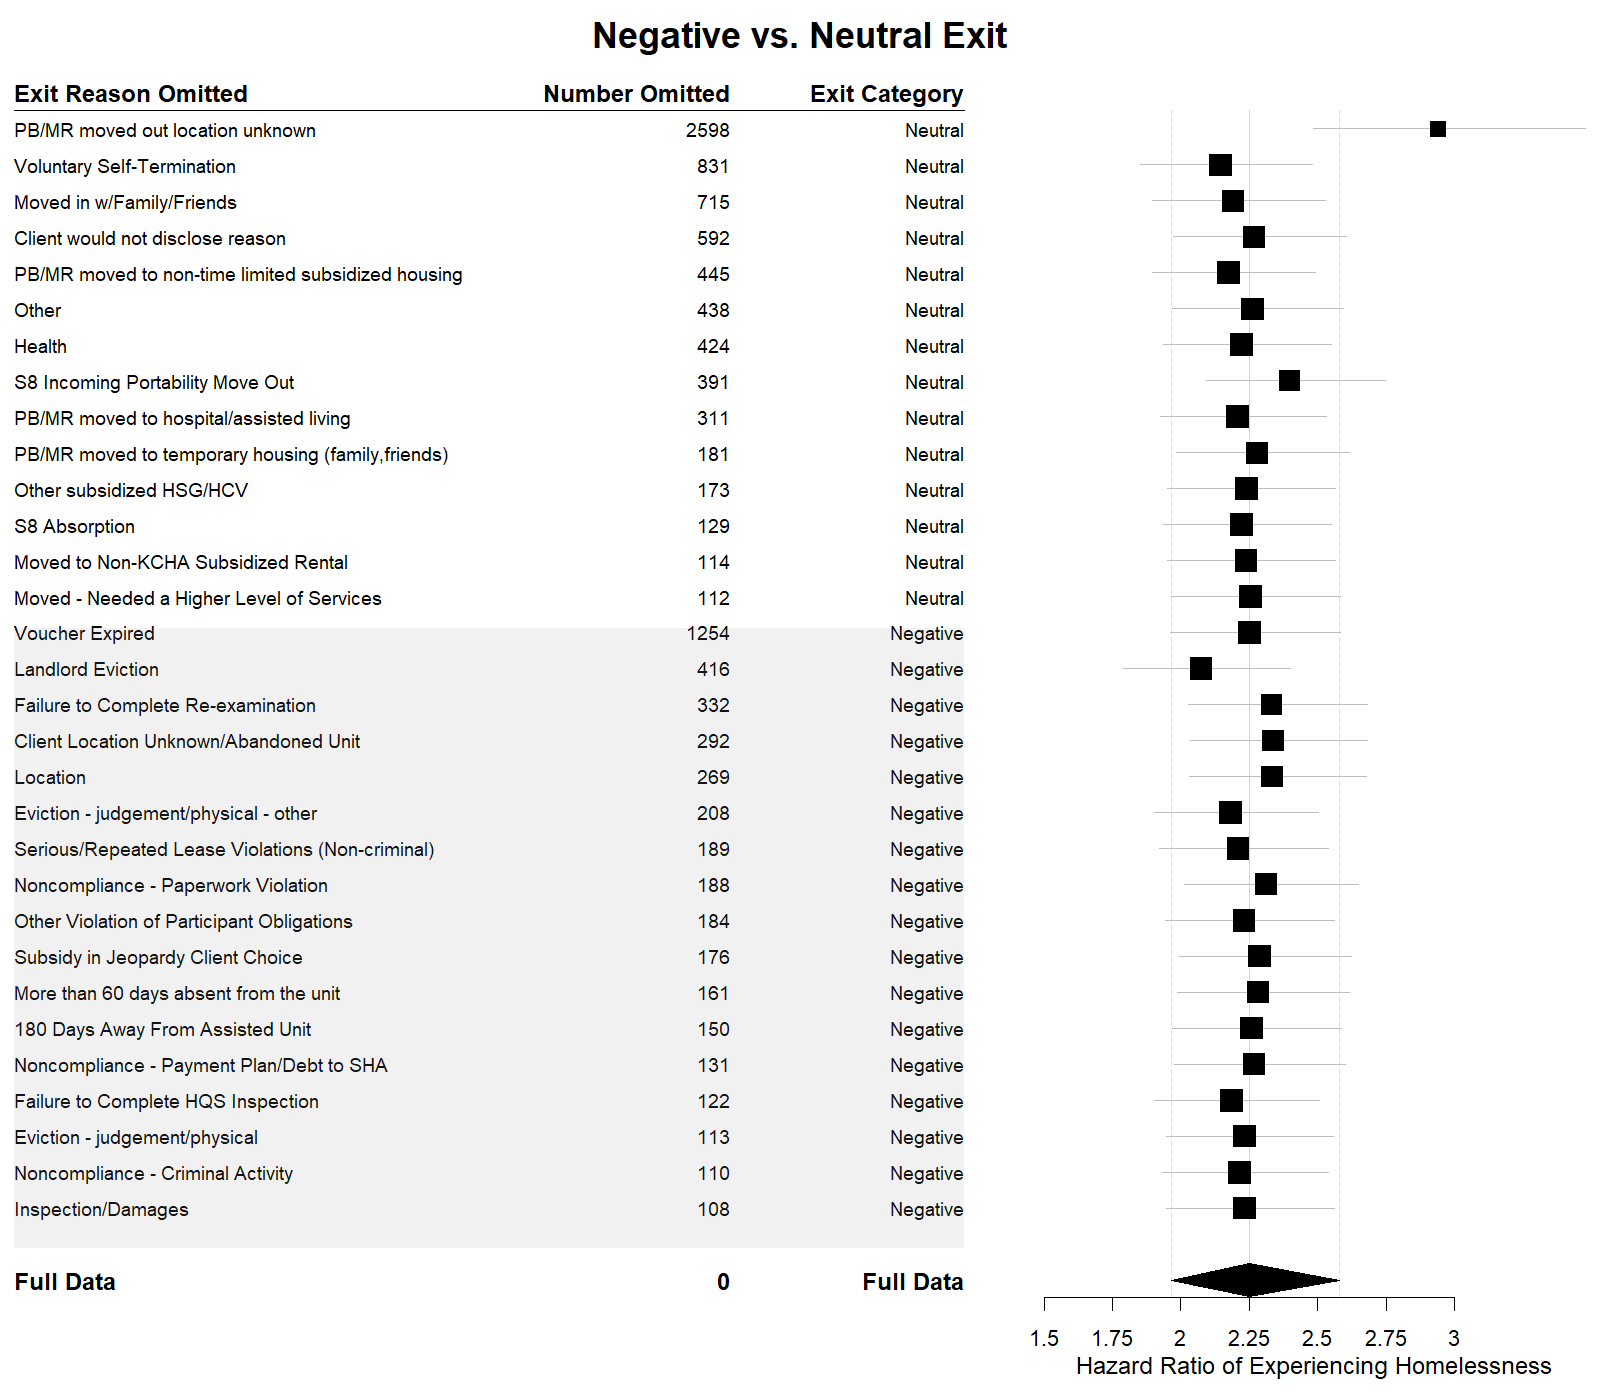 Negative vs. Neutral Exit
Exit Reason Omitted Number Omitted Exit Category
PB/MR moved out location unknown 2598 Neutral
Voluntary Self-Termination 831 Neutral
Moved in w/Family/Friends 715 Neutral
Client would not disclose reason 592 Neutral
PB/MR moved to non-time limited subsidized housing 445 Neutral
Other 438 Neutral
Health 424 Neutral
S8 Incoming Portability Move Out 391 Neutral
PB/MR moved to hospital/assisted living 311 Neutral
PB/MR moved to temporary housing (family,friends) 181 Neutral
Other subsidized HSG/HCV 173 Neutral
S8 Absorption 129 Neutral
Moved to Non-KCHA Subsidized Rental 114 Neutral
Moved - Needed a Higher Level of Services 112 Neutral
Voucher Expired 1254 Negative
Landlord Eviction 416 Negative
Failure to Complete Re-examination 332 Negative
Client Location Unknown/Abandoned Unit 292 Negative
Location 269 Negative
Eviction - judgement/physical - other 208 Negative
Serious/Repeated Lease Violations (Non-criminal) 189 Negative
Noncompliance - Paperwork Violation 188 Negative
Other Violation of Participant Obligations 184 Negative
Subsidy in Jeopardy Client Choice 176 Negative
More than 60 days absent from the unit 161 Negative
180 Days Away From Assisted Unit 150 Negative
Noncompliance - Payment Plan/Debt to SHA 131 Negative
Failure to Complete HQS Inspection 122 Negative
Eviction - judgement/physical 113 Negative
Noncompliance - Criminal Activity 110 Negative
Inspection/Damages 108 Negative
Full Data 0 Full Data
1.5 1.75 2 2.25 2.5 2.75 3
Hazard Ratio of Experiencing Homelessness